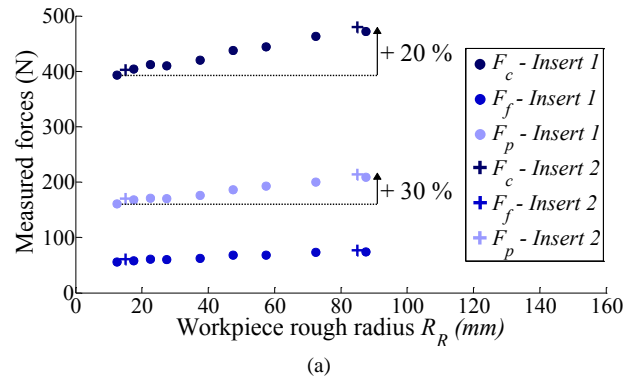 500
400
300
200
100
0
Measured forces (N)
+ 20 %
+ 30 %
F_c - Insert 1
F_f - Insert 1
F_p - Insert 1
F_c - Insert 2
F_f - Insert 2
F_p - Insert 2
0 20 40 60 80 100 120 140 160
Workpiece rough radius R_R (mm)
(a)